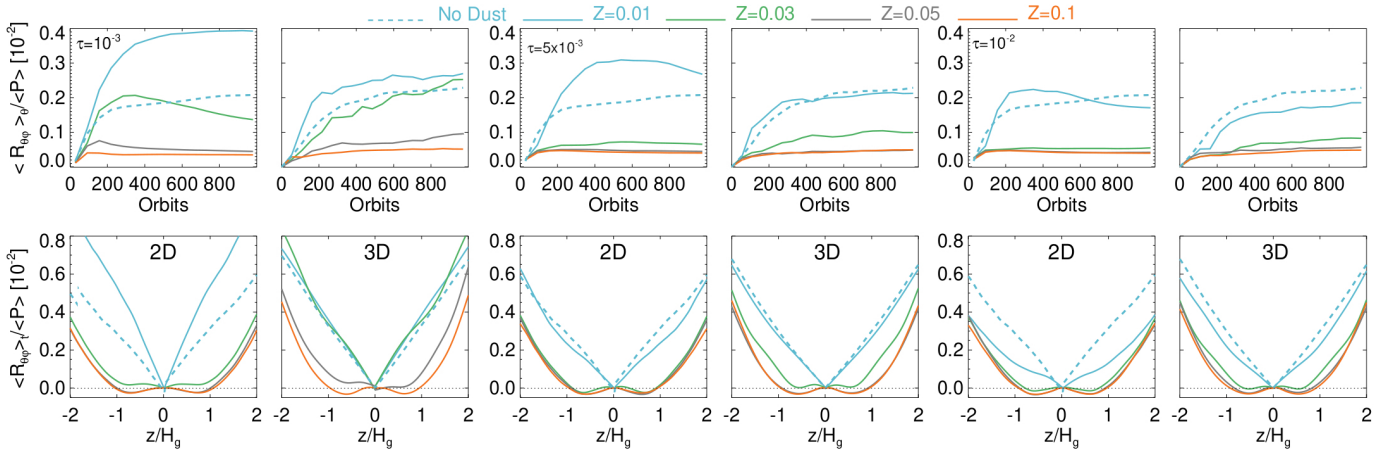 No Dust Z=0.01 Z=0.03 Z=0.05 Z=0.1
< R_θφ >_θ/<P> [10^-2]
0.4 0.3 0.2 0.1 0.0
τ=10^-3 τ=5x10^-3 τ=10^-2
0 200 400 600 800 0 200 400 600 800 0 200 400 600 800 0 200 400 600 800 0 200 400 600 800 0 200 400 600 800
Orbits Orbits Orbits Orbits Orbits Orbits
<R_θφ>_t/<P> [10^-2]
0.8 0.6 0.4 0.2 0.0
2D 3D 2D 3D 2D 3D
-2 -1 0 1 2 -2 -1 0 1 2 -2 -1 0 1 2 -2 -1 0 1 2 -2 -1 0 1 2 -2 -1 0 1 2
z/H_g z/H_g z/H_g z/H_g z/H_g z/H_g